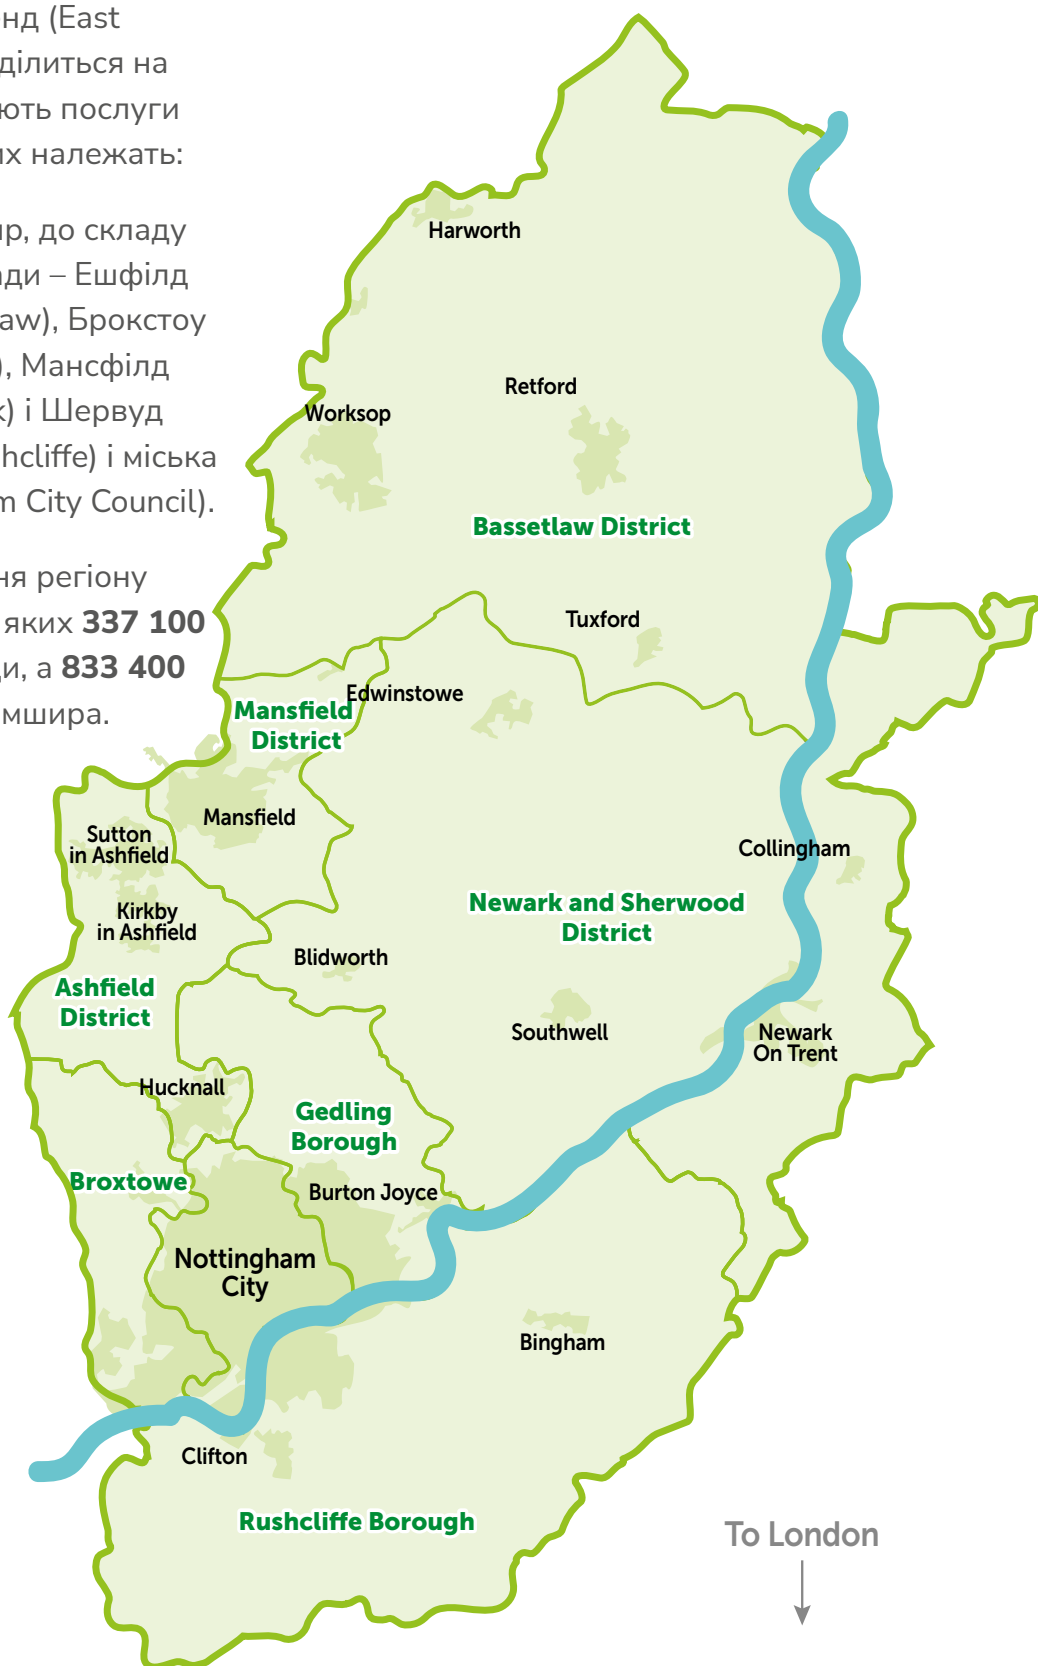 нд (East
ділиться на
ють послуги
их належать:
ир, до складу
ади – Ешфілд
aw), Брокстоу
), Мансфілд
k) і Шервуд
hcliffe) і міська
m City Council).
ня регіону
яких 337 100
ди, а 833 400
мшира.
Harworth
Retford
Worksop
Bassetlaw District
Tuxford
Edwinstowe
Mansfield
District
Mansfield
Sutton
in Ashfield
Collingham
Kirkby
in Ashfield
Newark and Sherwood
District
Blidworth
Ashfield
District
Southwell
Newark
On Trent
Hucknall
Gedling
Borough
Broxtowe
Burton Joyce
Nottingham
City
Bingham
Clifton
Rushcliffe Borough
To London